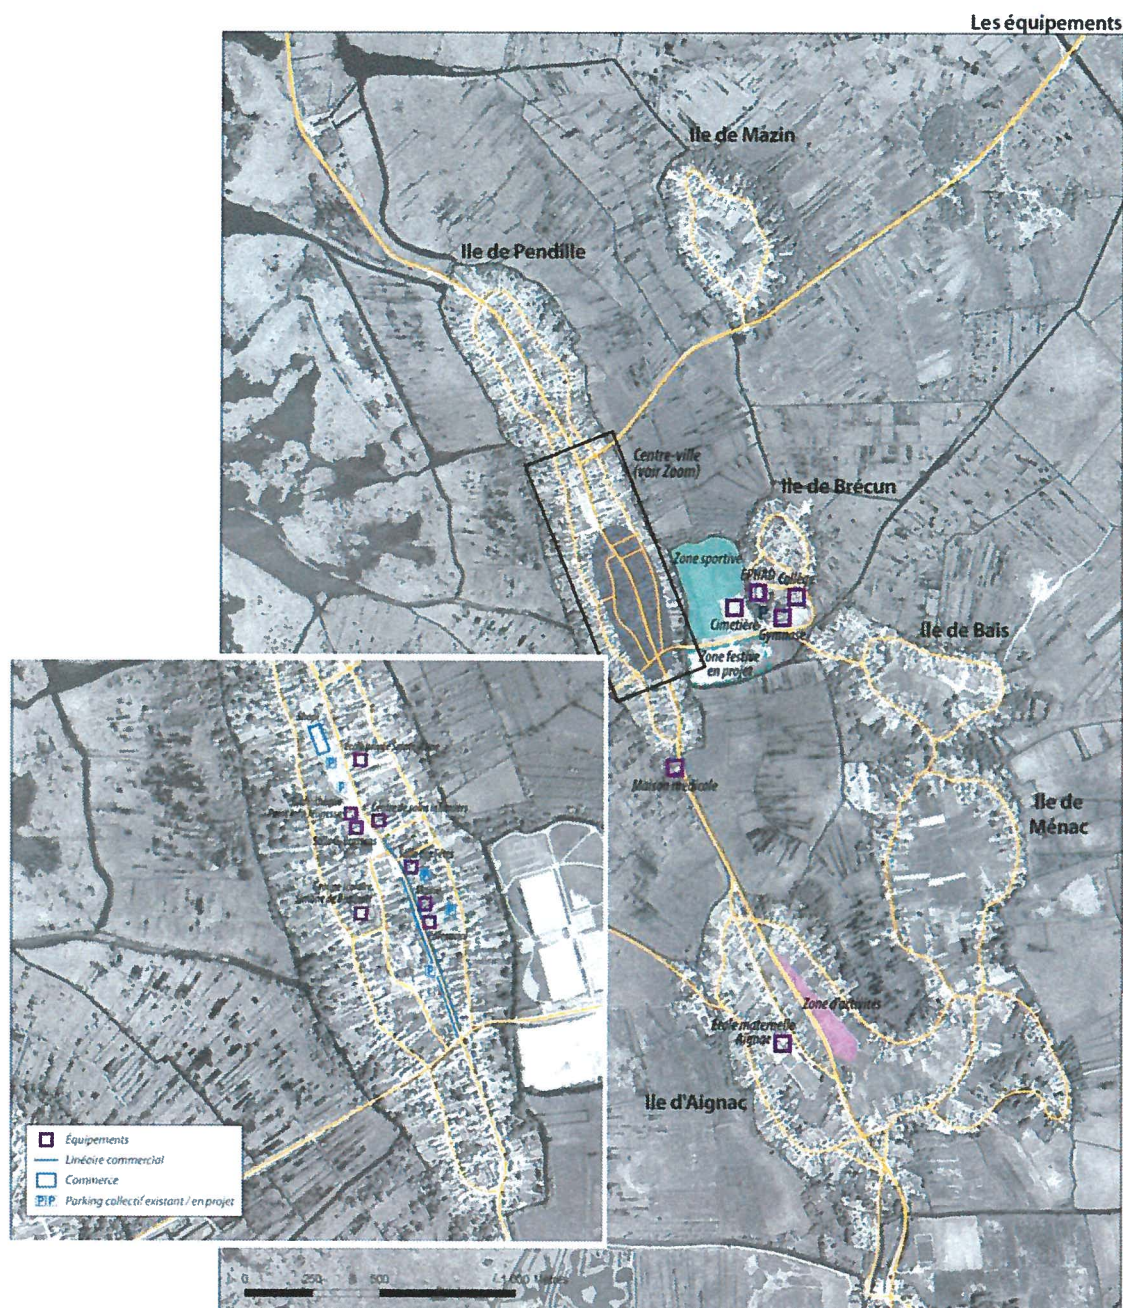 Les équipements
Ile de Mazin
Ile de Pendille
Centre-ville
(voir Zoom)
Ile de Brécun
Zone sportive
EPHAD
Collège
P
Cimetière
Gymnase
Ile de Bais
Zone festive
en projet
Maison médicale
Ile de
Ménac
Zone d'activités
École maternelle
Aignac
Ile d'Aignac
P
P
P
P
P
Équipements
Linéaire commercial
Commerce
P P Parking collectif existant / en projet
0 250 500 1 000 Mètres